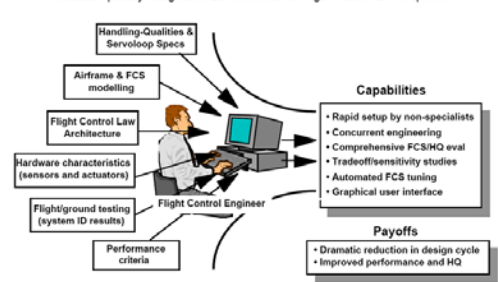 Handling-Qualities &
Servoloop Specs
Airframe & FCS
modelling
Flight Control Law
Architecture
Hardware characteristics
(sensors and actuators)
Flight/ground testing
(system ID results)
Performance
criteria
Flight Control Engineer
Capabilities
• Rapid setup by non-specialists
• Concurrent engineering
• Comprehensive FCS/HQ eval
• Tradeoff/sensitivity studies
• Automated FCS tuning
• Graphical user interface
Payoffs
• Dramatic reduction in design cycle
• Improved performance and HQ